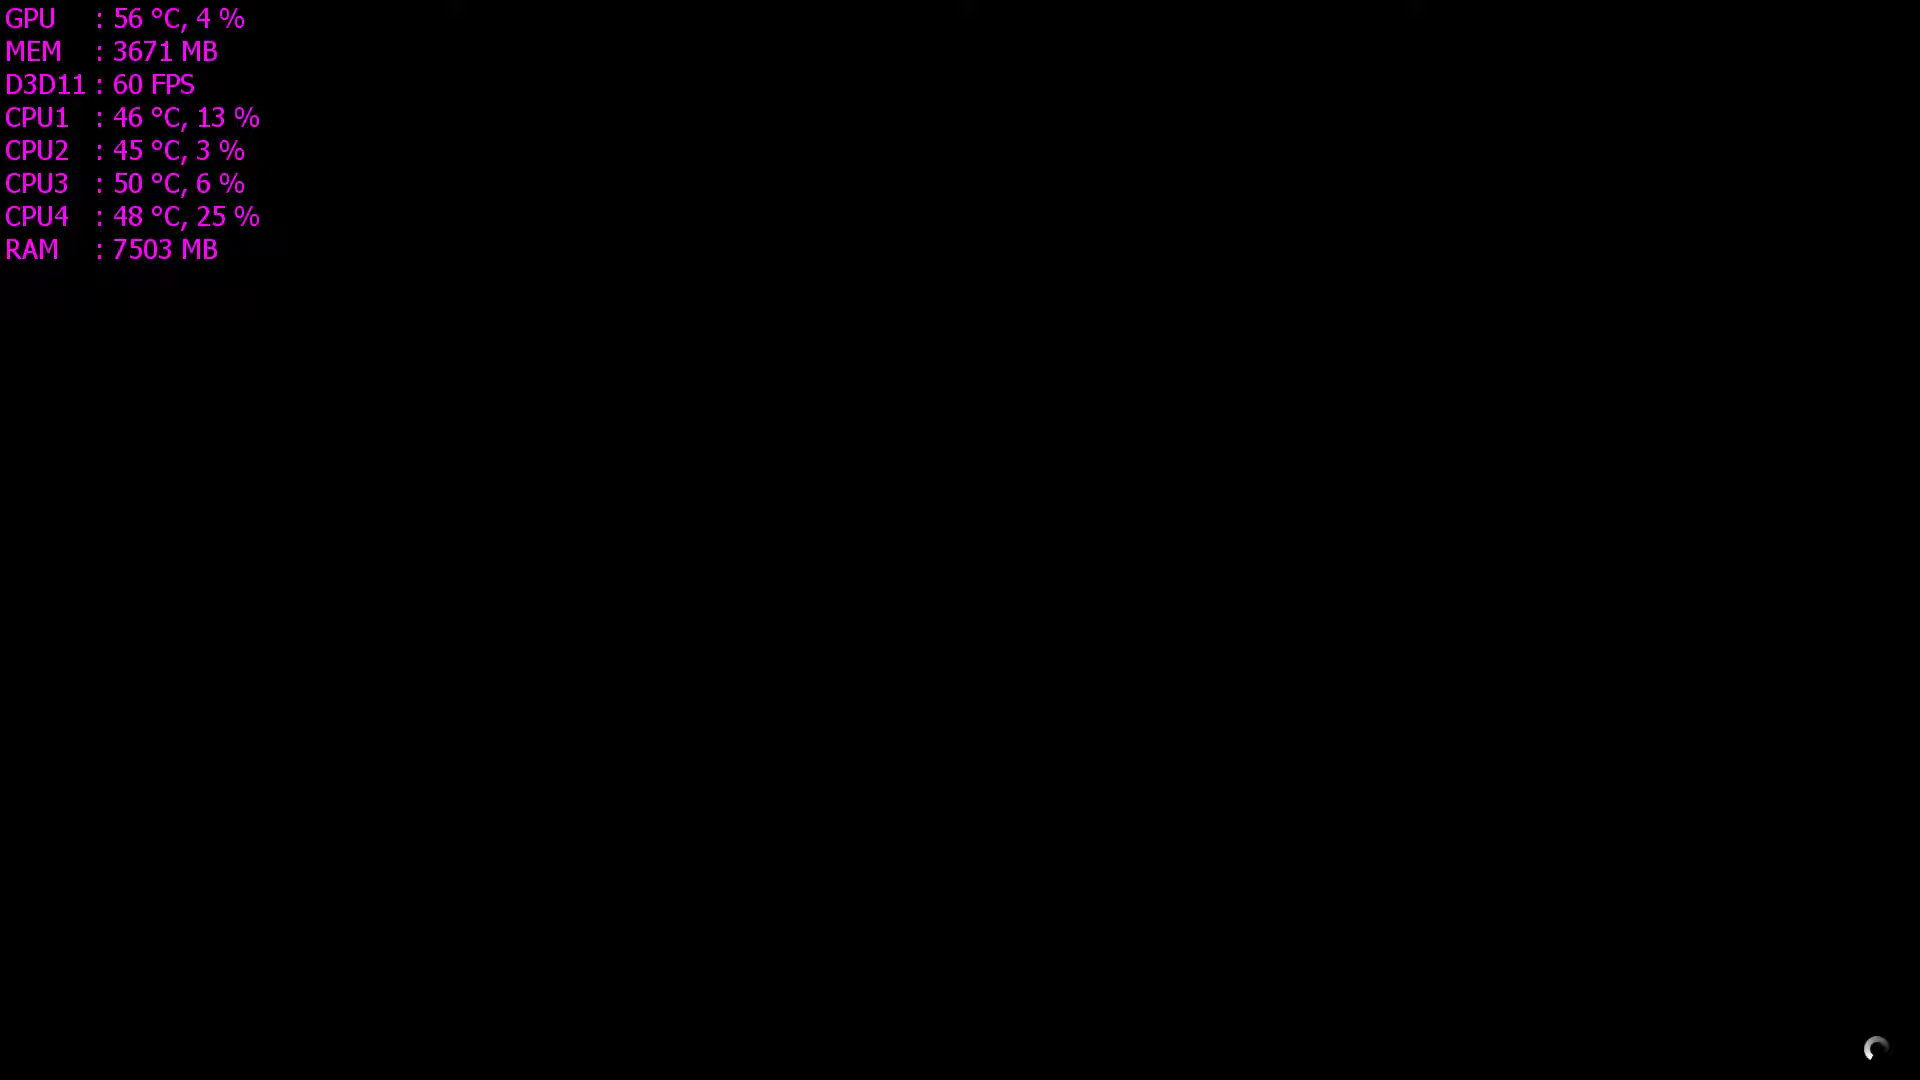 GPU : 56 °C, 4 %
MEM : 3671 MB
D3D11 : 60 FPS
CPU1 : 46 °C, 13 %
CPU2 : 45 °C, 3 %
CPU3 : 50 °C, 6 %
CPU4 : 48 °C, 25 %
RAM : 7503 MB